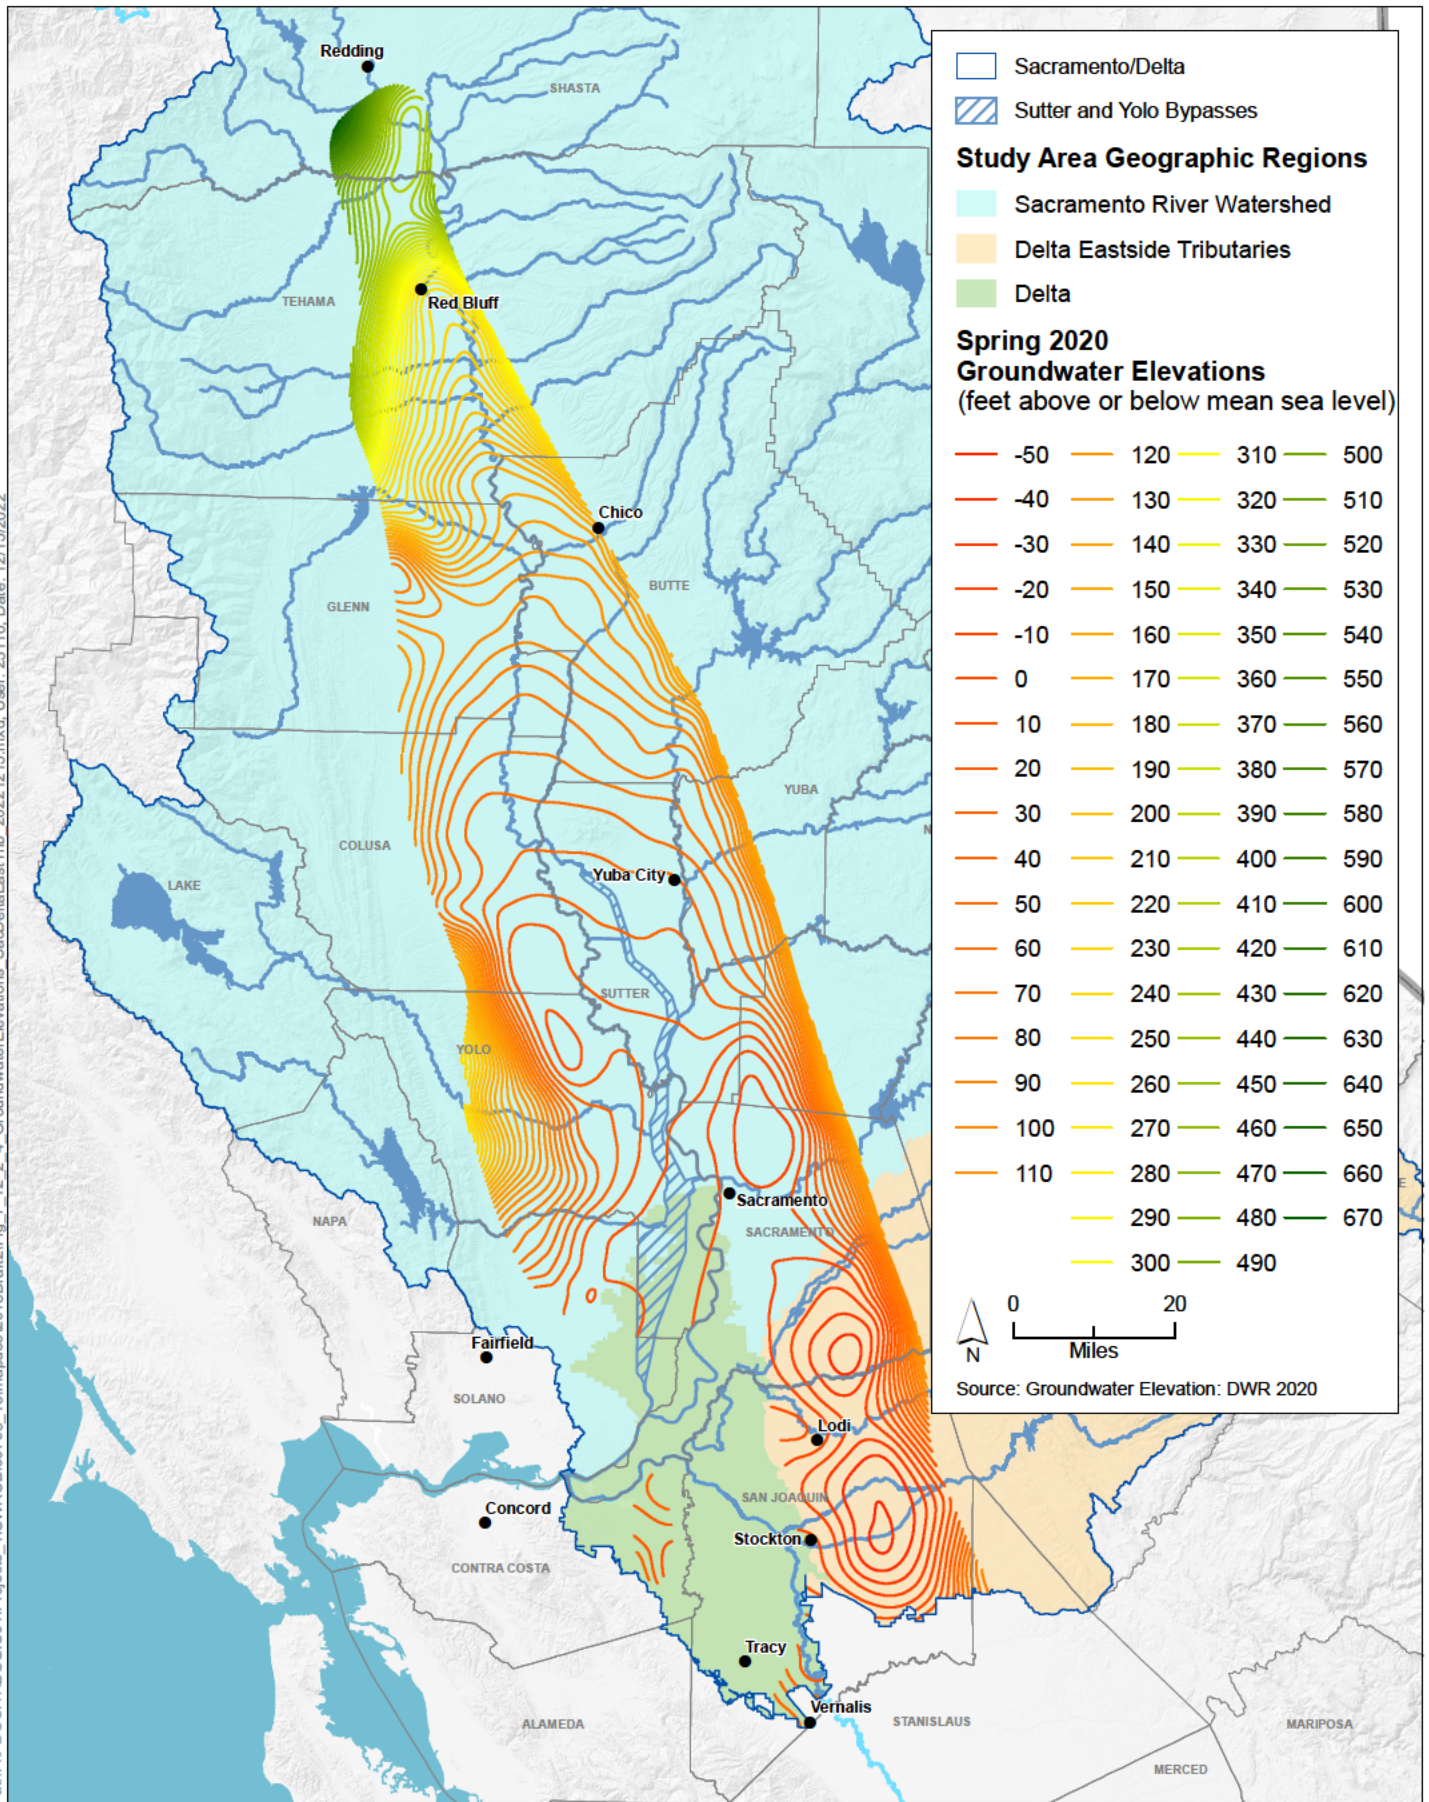 Redding
SHASTA
TEHAMA
Red Bluff
Chico
BUTTE
GLENN
YUBA
COLUSA
LAKE
Yuba City
SUTTER
YOLO
Sacramento
SACRAMENTO
NAPA
Fairfield
SOLANO
Lodi
Concord
SAN JOAQUIN
Stockton
CONTRA COSTA
Tracy
Vernalis
ALAMEDA
STANISLAUS
MARIPOSA
MERCED
Sacramento/Delta
Sutter and Yolo Bypasses
Study Area Geographic Regions
Sacramento River Watershed
Delta Eastside Tributaries
Delta
Spring 2020
Groundwater Elevations
(feet above or below mean sea level)
-50 120 310 500
-40 130 320 510
-30 140 330 520
-20 150 340 530
-10 160 350 540
0 170 360 550
10 180 370 560
20 190 380 570
30 200 390 580
40 210 400 590
50 220 410 600
60 230 420 610
70 240 430 620
80 250 440 630
90 260 450 640
100 270 460 650
110 280 470 660
290 480 670
300 490
0 20
Miles
N
Source: Groundwater Elevation: DWR 2020